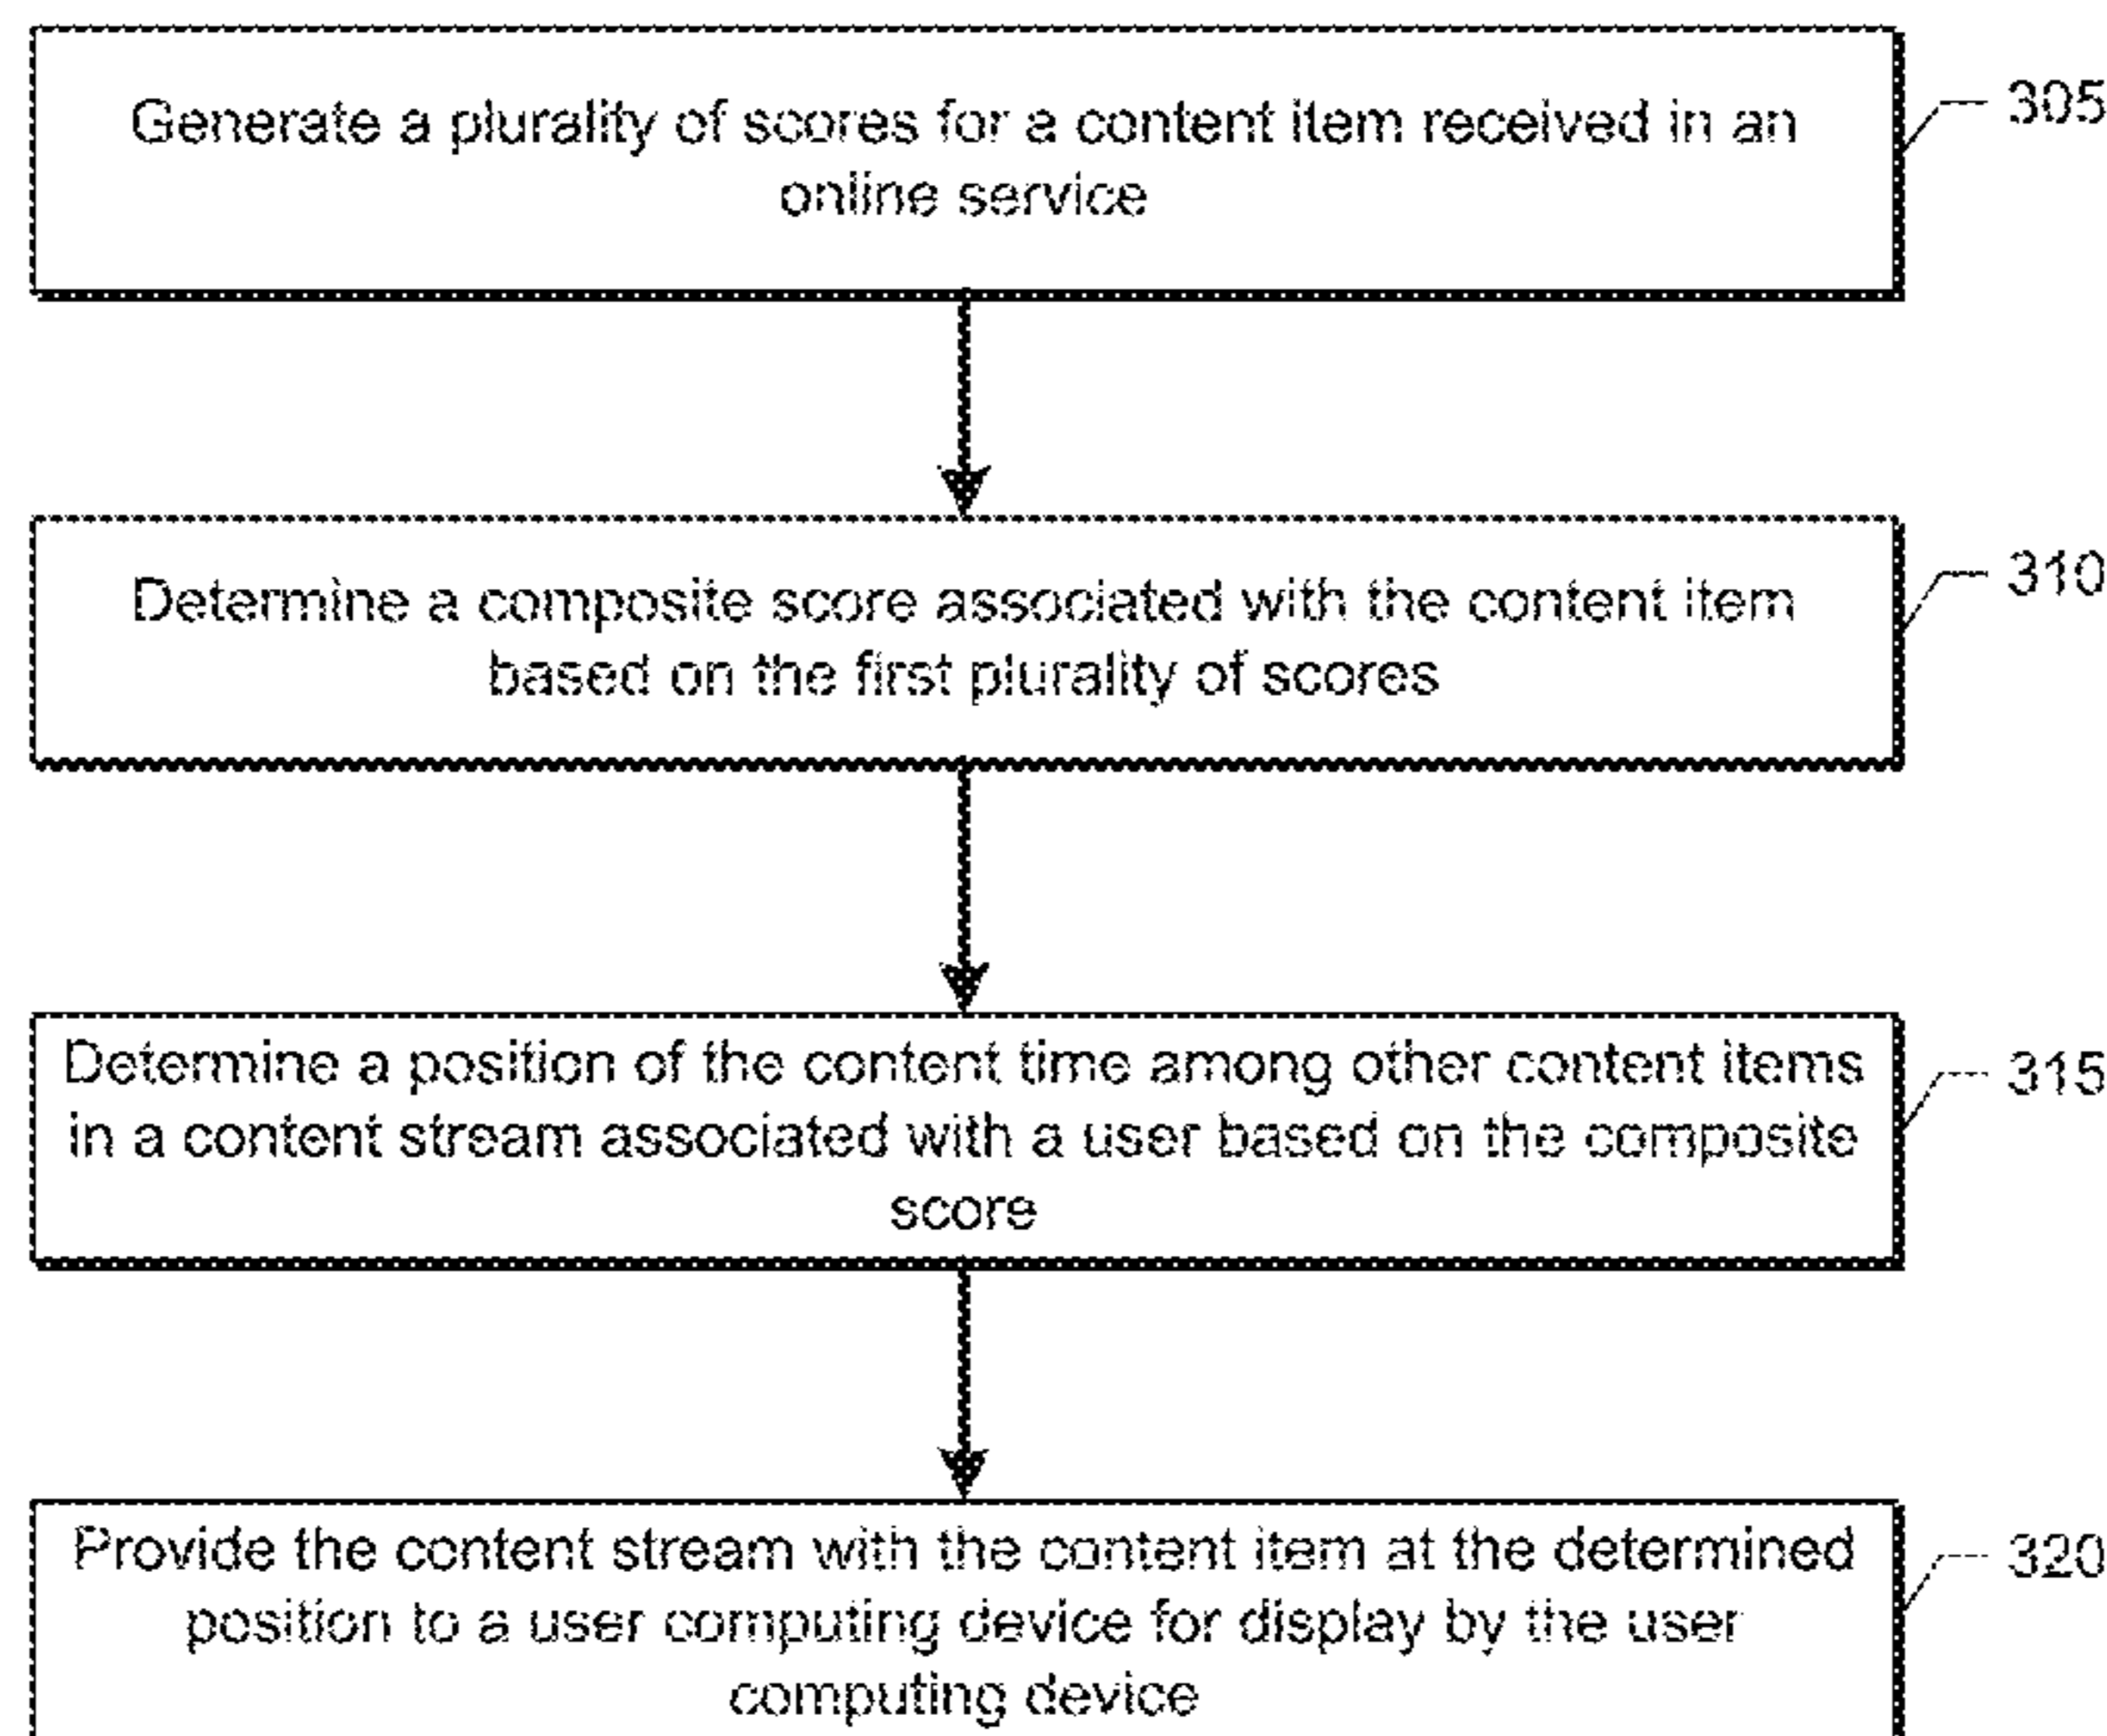 Generate a plurality of scores for a content item received in an
online service
305
Determine a composite score associated with the content item
based on the first plurality of scores
310
Determine a position of the content time among other content items
in a content stream associated with a user based on the composite
score
315
Provide the content stream with the content item at the determined
position to a user computing device for display by the user
computing device
320